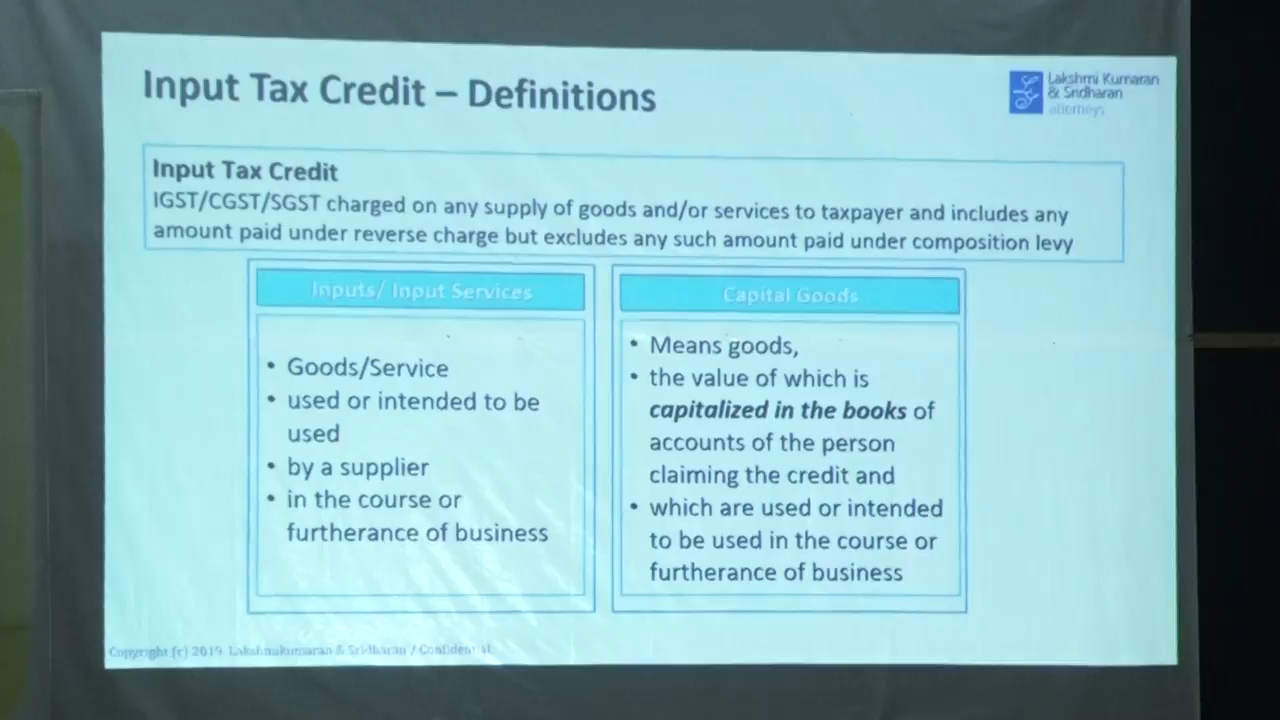 Input Tax Credit – Definitions
Lakshmi Kumaran
& Sridharan
attorneys
Input Tax Credit
IGST/CGST/SGST charged on any supply of goods and/or services to taxpayer and includes any
amount paid under reverse charge but excludes any such amount paid under composition levy
Inputs/ Input Services
• Goods/Service
• used or intended to be
used
• by a supplier
• in the course or
furtherance of business
Capital Goods
• Means goods,
• the value of which is
capitalized in the books of
accounts of the person
claiming the credit and
• which are used or intended
to be used in the course or
furtherance of business
Copyright (c) 2019. Lakshmikumaran & Sridharan / Confidential.